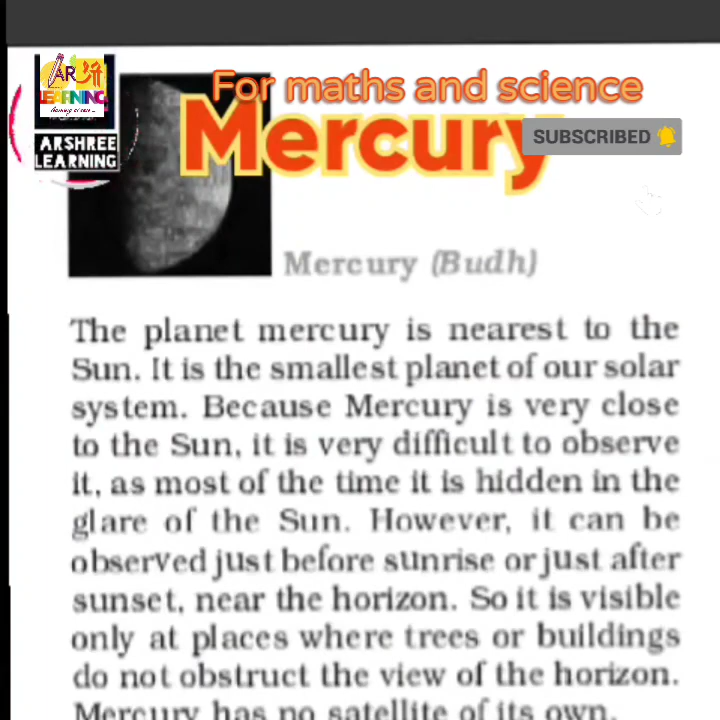 For maths and science
Mercury
SUBSCRIBED
AR
LEARNING
ARSHREE
LEARNING
Mercury (Budh)
The planet mercury is nearest to the
Sun. It is the smallest planet of our solar
system. Because Mercury is very close
to the Sun, it is very difficult to observe
it, as most of the time it is hidden in the
glare of the Sun. However, it can be
observed just before sunrise or just after
sunset, near the horizon. So it is visible
only at places where trees or buildings
do not obstruct the view of the horizon.
Mercury has no satellite of its own.